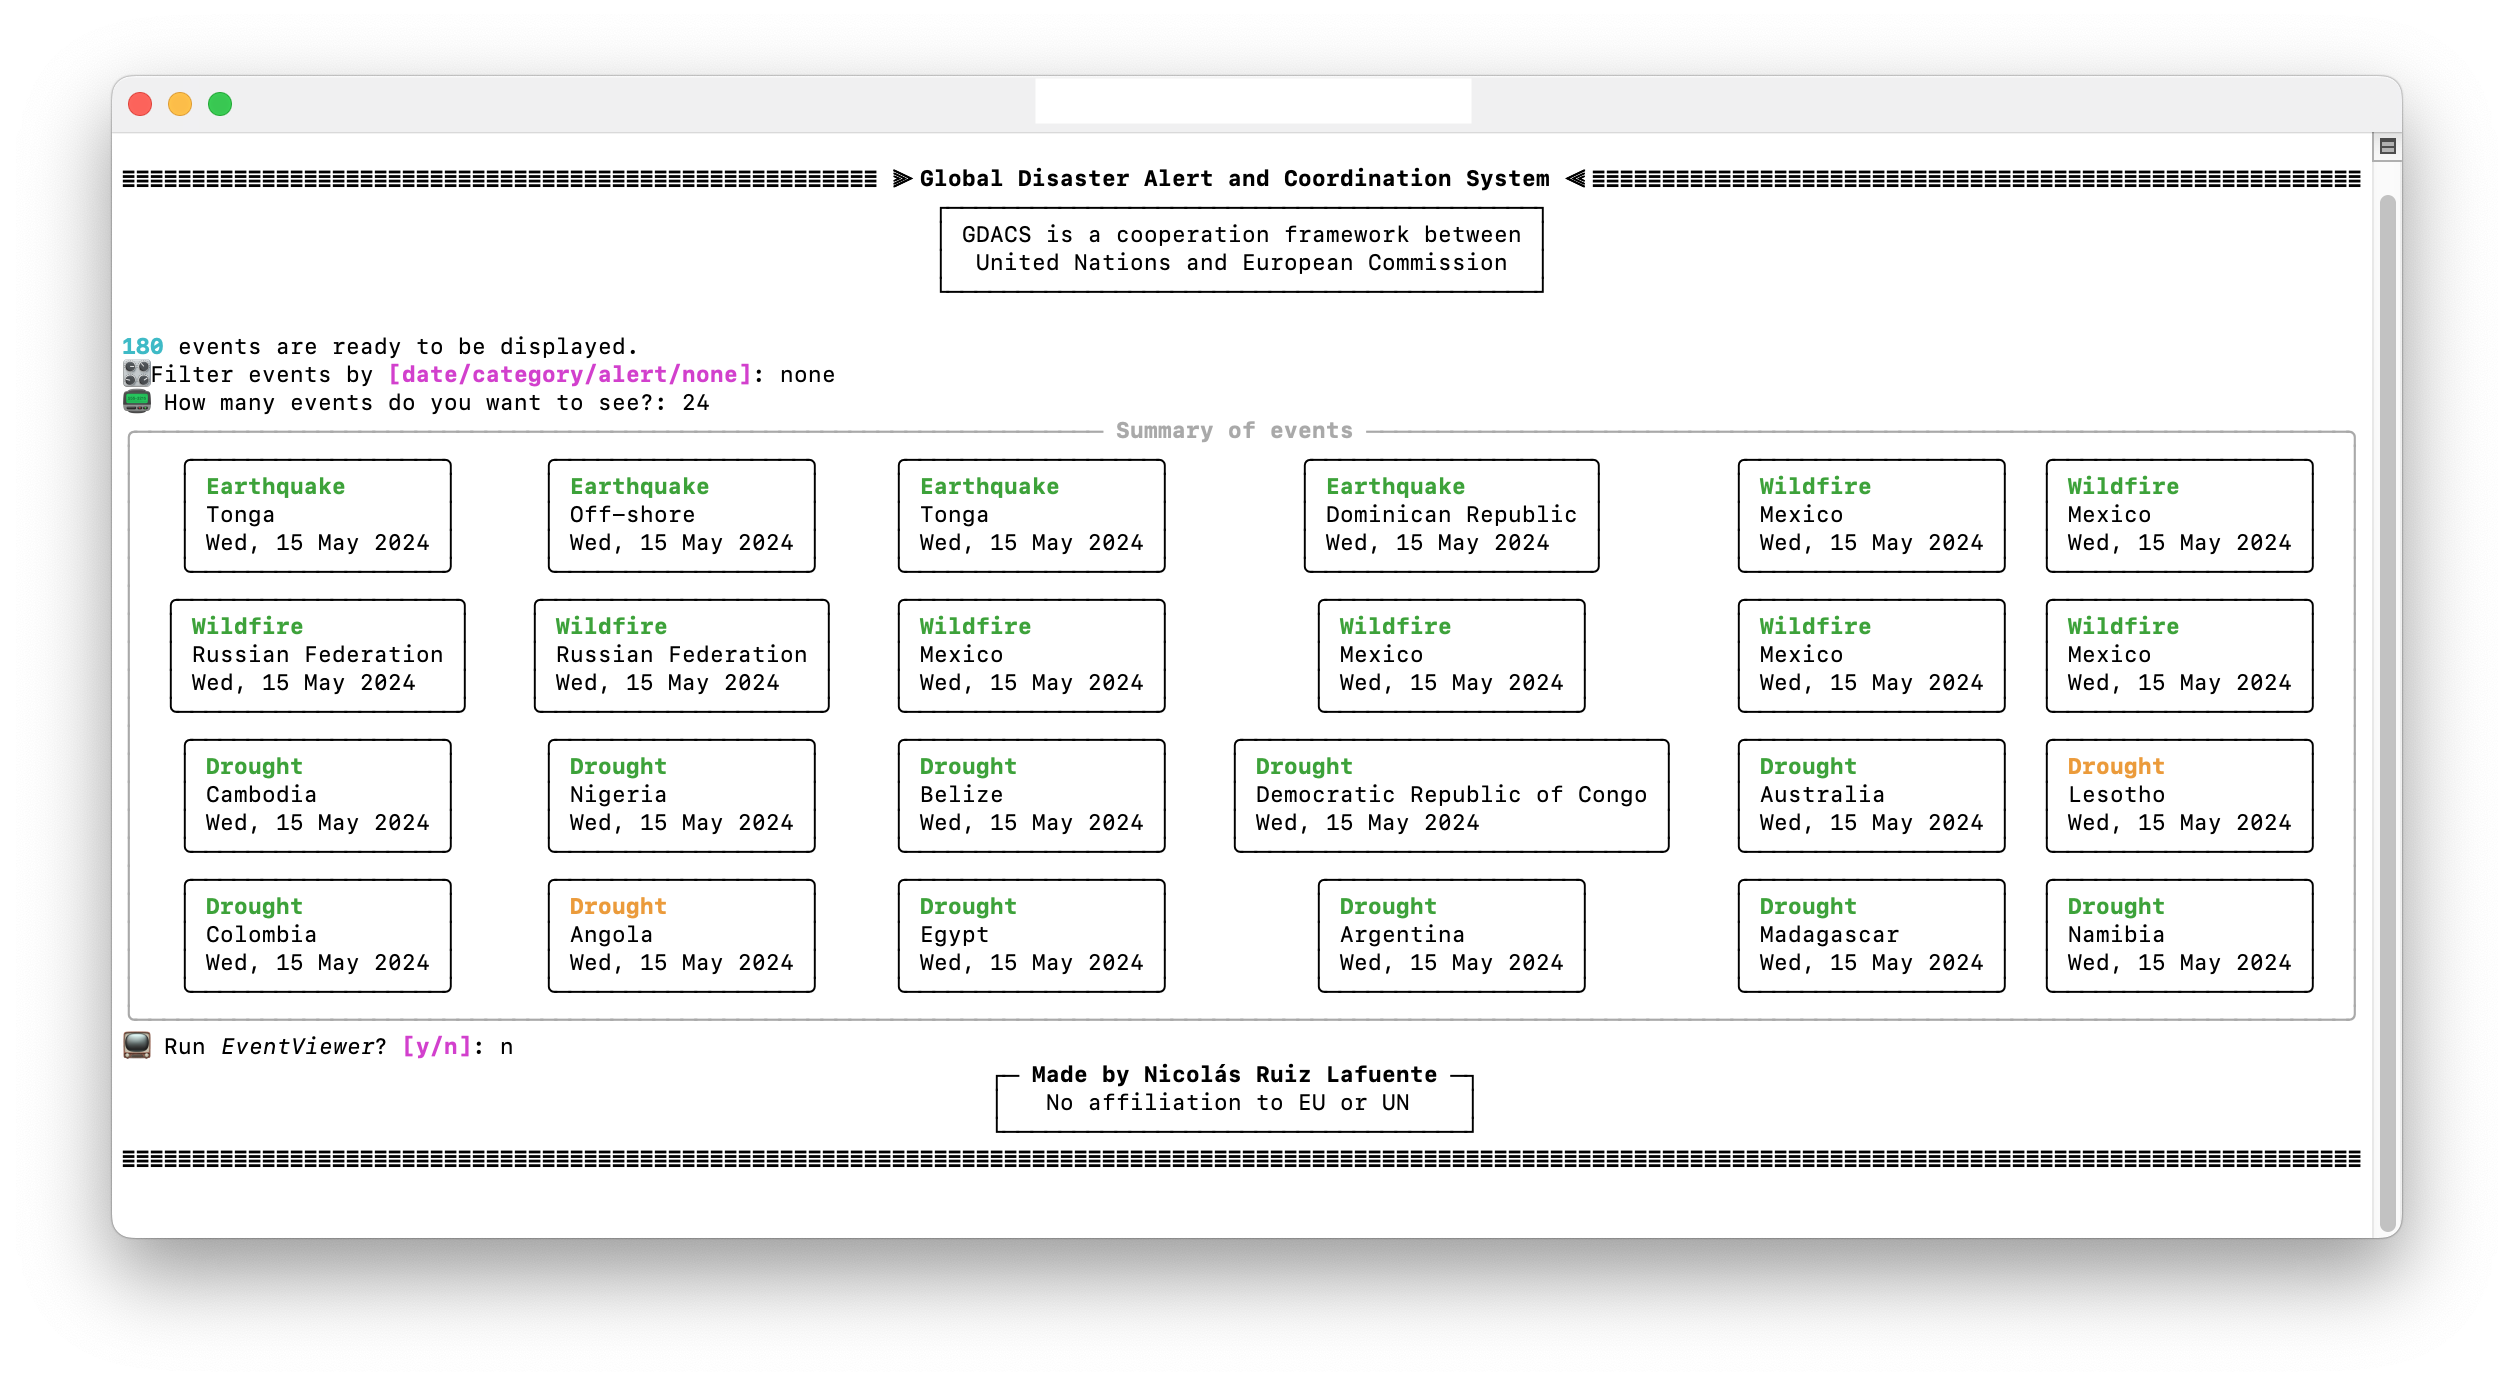 Global Disaster Alert and Coordination System
GDACS is a cooperation framework between
United Nations and European Commission
180 events are ready to be displayed.
Filter events by [date/category/alert/none]: none
How many events do you want to see?: 24
Summary of events
Earthquake
Tonga
Wed, 15 May 2024
Earthquake
Off-shore
Wed, 15 May 2024
Earthquake
Tonga
Wed, 15 May 2024
Earthquake
Dominican Republic
Wed, 15 May 2024
Wildfire
Mexico
Wed, 15 May 2024
Wildfire
Mexico
Wed, 15 May 2024
Wildfire
Russian Federation
Wed, 15 May 2024
Wildfire
Russian Federation
Wed, 15 May 2024
Wildfire
Mexico
Wed, 15 May 2024
Wildfire
Mexico
Wed, 15 May 2024
Wildfire
Mexico
Wed, 15 May 2024
Wildfire
Mexico
Wed, 15 May 2024
Drought
Cambodia
Wed, 15 May 2024
Drought
Nigeria
Wed, 15 May 2024
Drought
Belize
Wed, 15 May 2024
Drought
Democratic Republic of Congo
Wed, 15 May 2024
Drought
Australia
Wed, 15 May 2024
Drought
Lesotho
Wed, 15 May 2024
Drought
Colombia
Wed, 15 May 2024
Drought
Angola
Wed, 15 May 2024
Drought
Egypt
Wed, 15 May 2024
Drought
Argentina
Wed, 15 May 2024
Drought
Madagascar
Wed, 15 May 2024
Drought
Namibia
Wed, 15 May 2024
Run EventViewer? [y/n]: n
Made by Nicolás Ruiz Lafuente
No affiliation to EU or UN